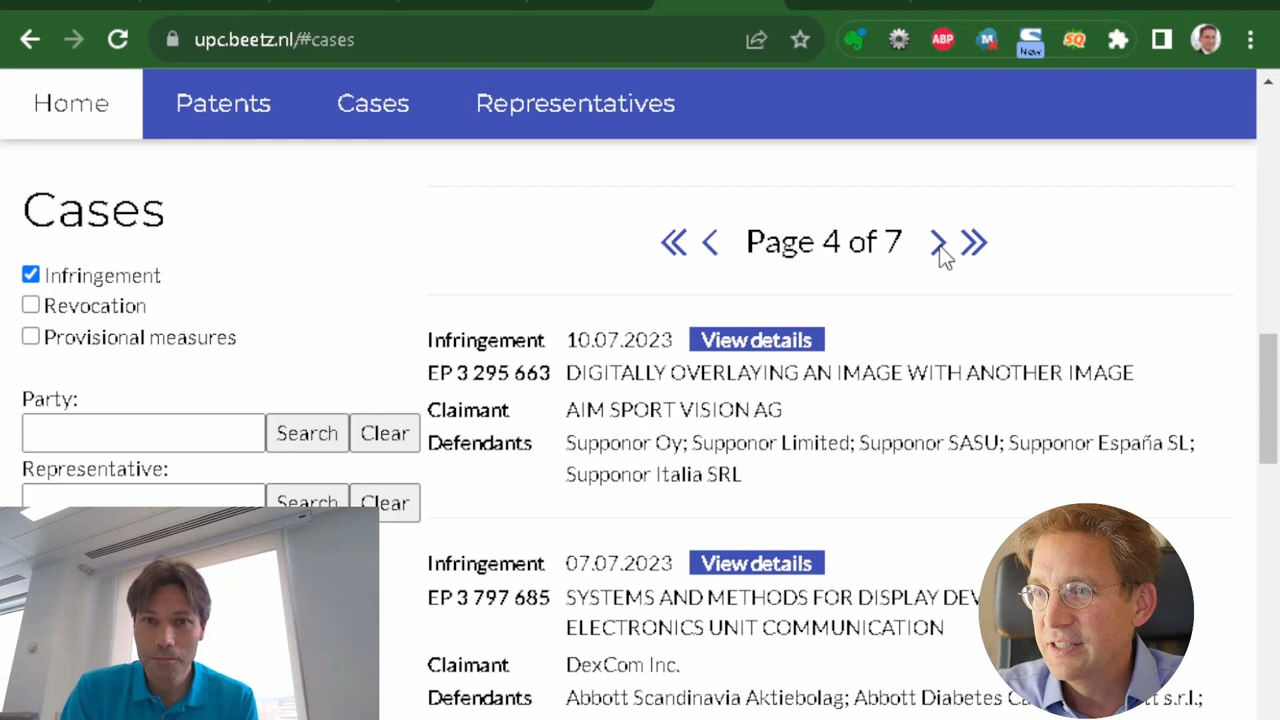 upc.beetz.nl/#cases
ABP
New
SQ
Home Patents Cases Representatives
Cases
Infringement
Revocation
Provisional measures
Party:
Search Clear
Representative:
Search Clear
Page 4 of 7
Infringement 10.07.2023 View details
EP 3 295 663 DIGITALLY OVERLAYING AN IMAGE WITH ANOTHER IMAGE
Claimant AIM SPORT VISION AG
Defendants Supponor Oy; Supponor Limited; Supponor SASU; Supponor España SL;
Supponor Italia SRL
Infringement 07.07.2023 View details
EP 3 797 685 SYSTEMS AND METHODS FOR DISPLAY
ELECTRONICS UNIT COMMUNICATION
Claimant DexCom Inc.
Defendants Abbott Scandinavia Aktiebolag; Abbott Diabetes s.r.l.;